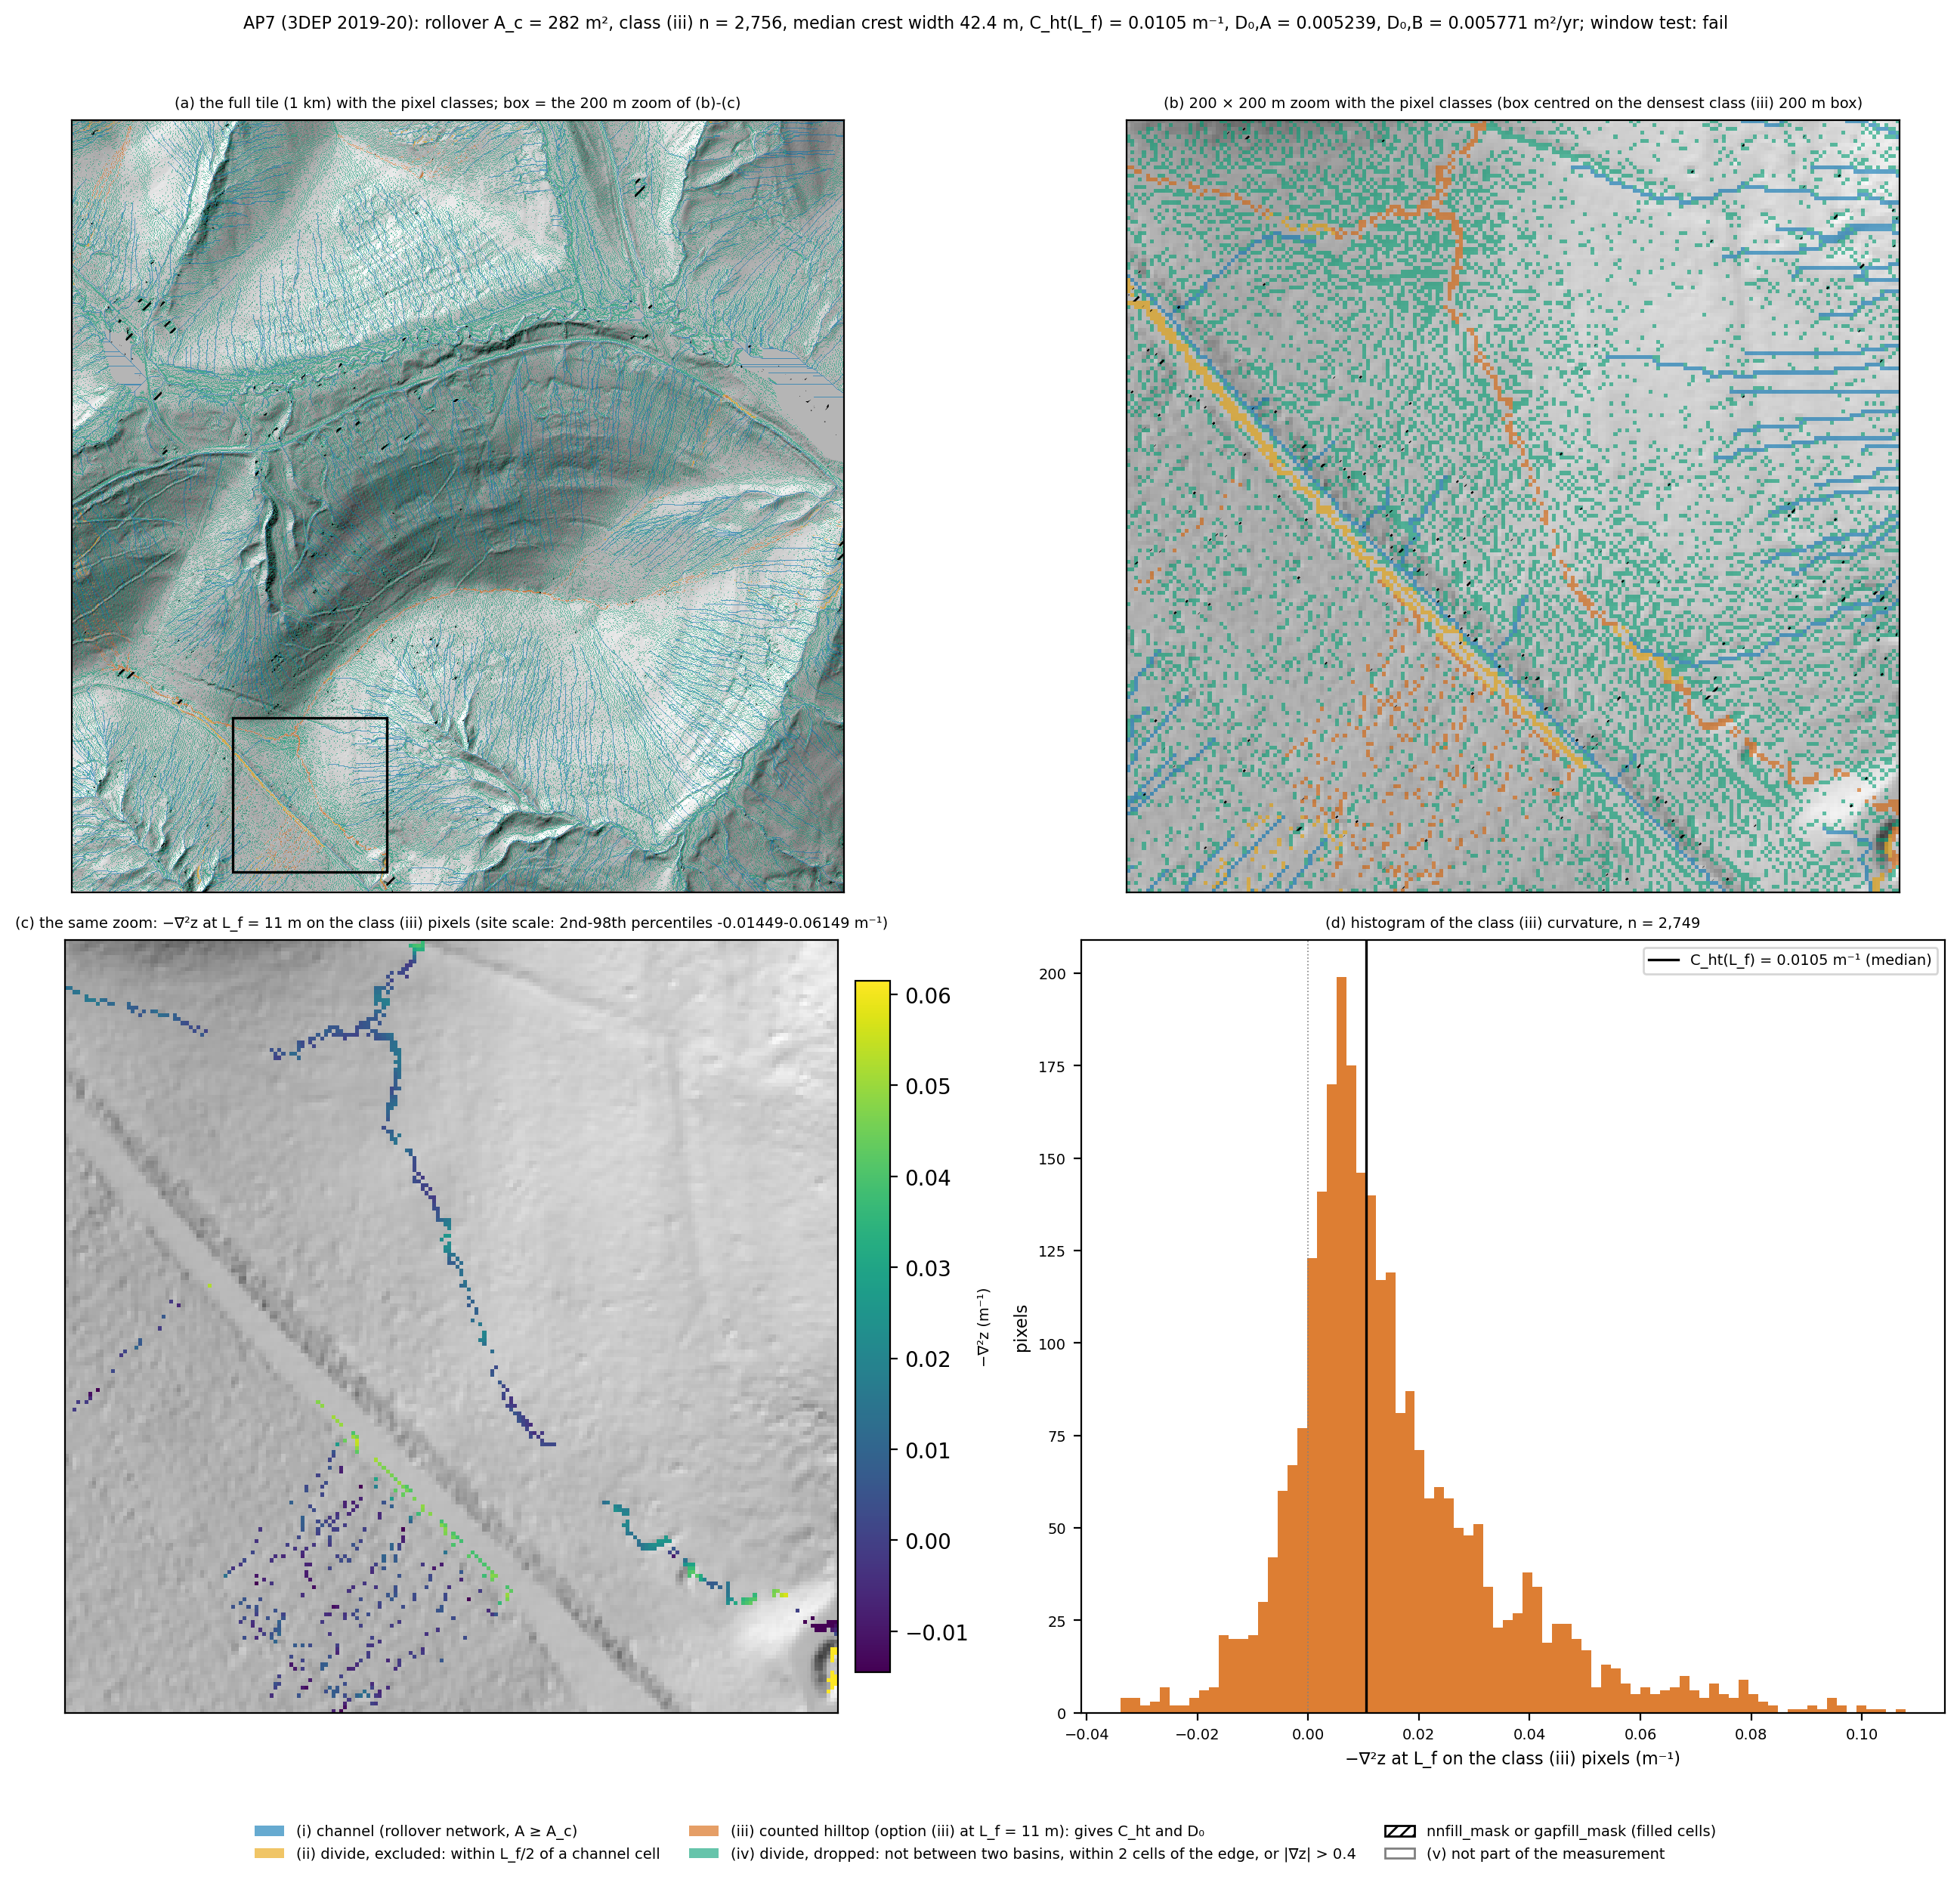 AP7 (3DEP 2019-20): rollover A_c = 282 m², class (iii) n = 2,756, median crest width 42.4 m, C_ht(L_f) = 0.0105 m⁻¹, D₀,A = 0.005239, D₀,B = 0.005771 m²/yr; window test: fail
(a) the full tile (1 km) with the pixel classes; box = the 200 m zoom of (b)-(c)
(b) 200 × 200 m zoom with the pixel classes (box centred on the densest class (iii) 200 m box)
(c) the same zoom: −∇²z at L_f = 11 m on the class (iii) pixels (site scale: 2nd-98th percentiles -0.01449-0.06149 m⁻¹)
0.06
0.05
0.04
0.03
0.02
0.01
0.00
−0.01
−∇²z (m⁻¹)
(d) histogram of the class (iii) curvature, n = 2,749
C_ht(L_f) = 0.0105 m⁻¹ (median)
200
175
150
125
100
75
50
25
0
pixels
−0.04 −0.02 0.00 0.02 0.04 0.06 0.08 0.10
−∇²z at L_f on the class (iii) pixels (m⁻¹)
(i) channel (rollover network, A ≥ A_c)
(ii) divide, excluded: within L_f/2 of a channel cell
(iii) counted hilltop (option (iii) at L_f = 11 m): gives C_ht and D₀
(iv) divide, dropped: not between two basins, within 2 cells of the edge, or |∇z| > 0.4
nnfill_mask or gapfill_mask (filled cells)
(v) not part of the measurement